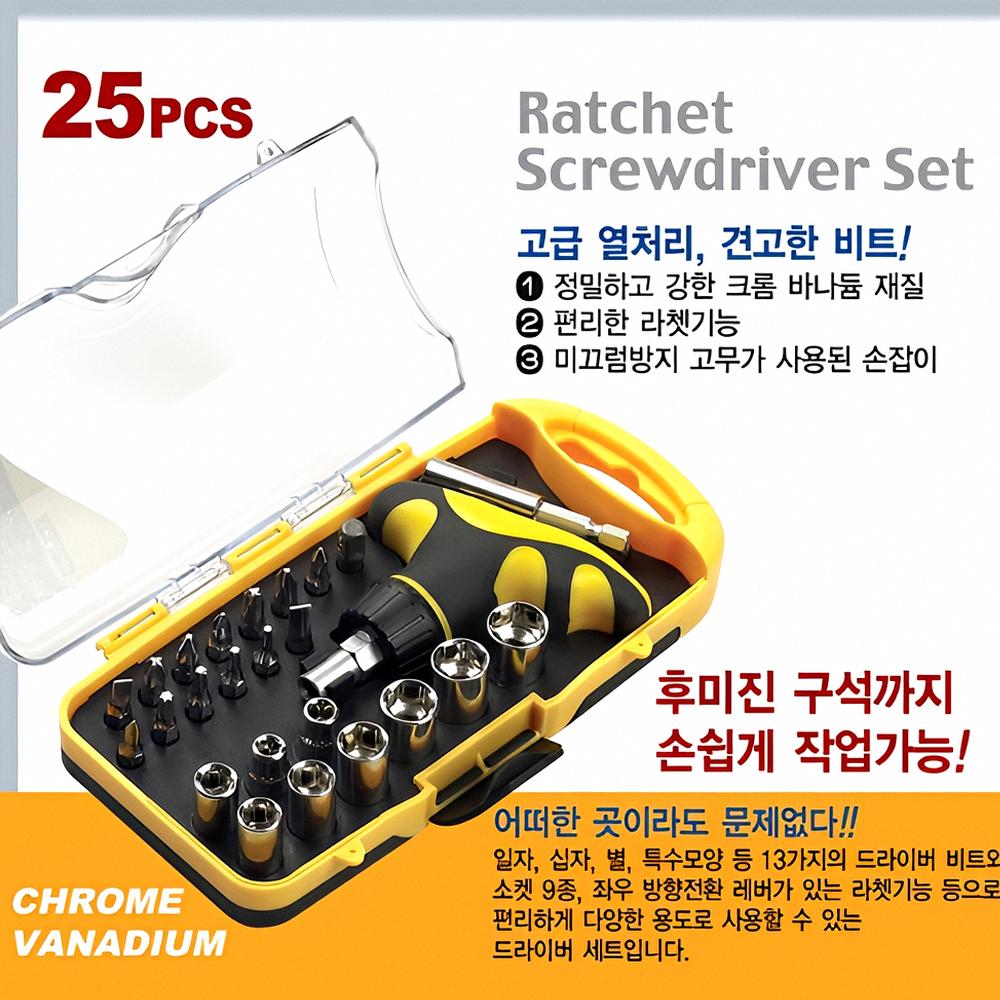 25PCS
Ratchet
Screwdriver Set
고급 열처리, 견고한 비트!
❶ 정밀하고 강한 크롬 바나듐 재질
❷ 편리한 라쳇기능
❸ 미끄럼방지 고무가 사용된 손잡이
후미진 구석까지
손쉽게 작업가능!
어떠한 곳이라도 문제없다!!
일자, 십자, 별, 특수모양 등 13가지의 드라이버 비트와
소켓 9종, 좌우 방향전환 레버가 있는 라쳇기능 등으로
편리하게 다양한 용도로 사용할 수 있는
드라이버 세트입니다.
CHROME
VANADIUM